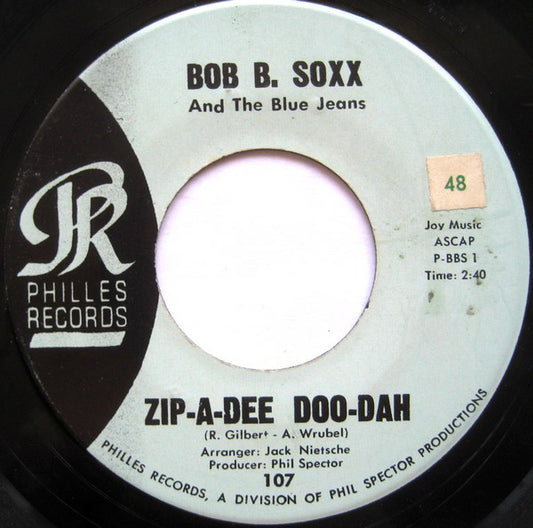 BOB B. SOXX
And The Blue Jeans
48
Joy Music
ASCAP
P-BBS 1
Time: 2:40
PR
PHILLES
RECORDS
ZIP-A-DEE DOO-DAH
(R. Gilbert - A. Wrubel)
Arranger: Jack Nietsche
Producer: Phil Spector
107
PHILLES RECORDS, A DIVISION OF PHIL SPECTOR PRODUCTIONS